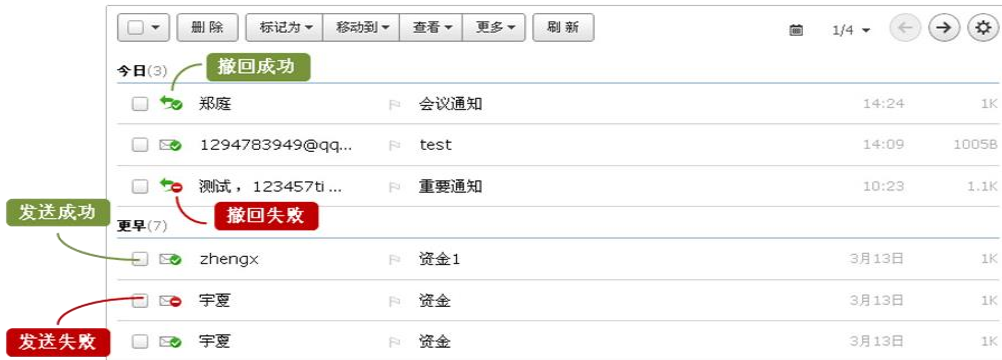 删 除 标记为 移动到 查看 更多 刷 新 1/4
今日(3) 撤回成功
郑庭 会议通知 14:24 1K
1294783949@qq... test 14:09 1005B
测试， 123457ti ... 重要通知 10:23 1.1K
发送成功 更早(7) 撤回失败
zhengx 资金1 3月13日 1K
宇夏 资金 3月13日 1K
发送失败 宇夏 资金 3月13日 1K